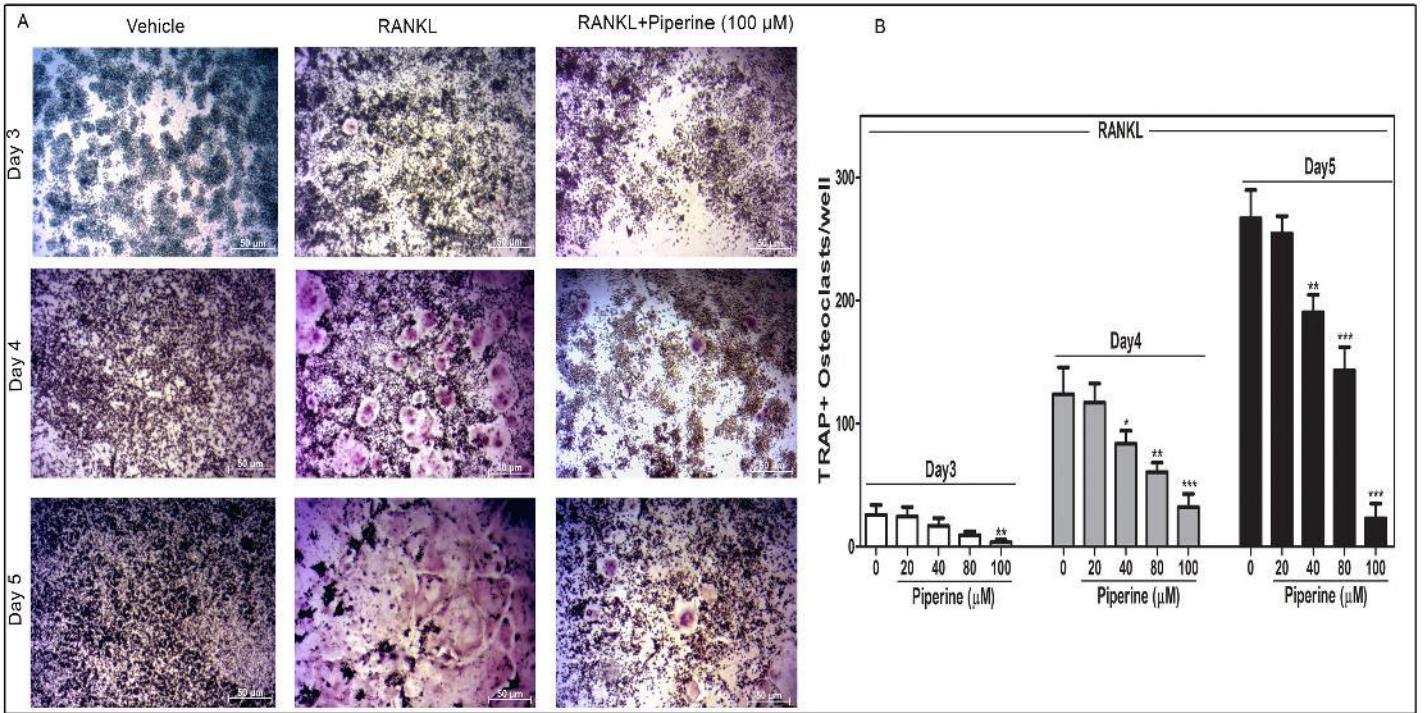 A
Vehicle
RANKL
RANKL+Piperine (100 µM)
Day 3
50 µm
50 µm
50 µm
Day 4
50 µm
50 µm
50 µm
Day 5
50 µm
50 µm
50 µm
B
RANKL
TRAP+ Osteoclasts/well
300
200
100
0
Day3
Day4
Day5
**
*
**
***
**
***
***
0 20 40 80 100
0 20 40 80 100
0 20 40 80 100
Piperine (µM)
Piperine (µM)
Piperine (µM)